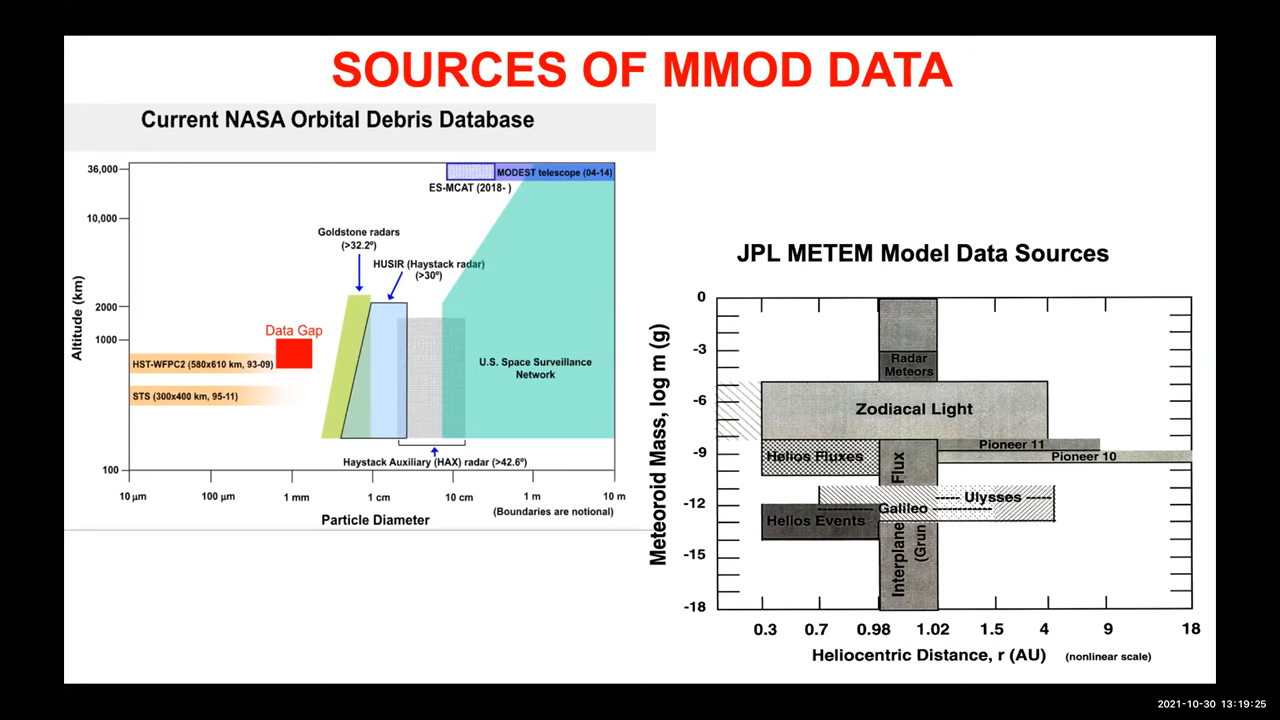 SOURCES OF MMOD DATA
Current NASA Orbital Debris Database
36,000
10,000
2000
1000
100
Altitude (km)
MODEST telescope (04-14)
ES-MCAT (2018- )
Goldstone radars
(>32.2º)
HUSIR (Haystack radar)
(>30º)
Data Gap
HST-WFPC2 (580x610 km, 93-09)
STS (300x400 km, 95-11)
U.S. Space Surveillance
Network
Haystack Auxiliary (HAX) radar (>42.6º)
10 µm
100 µm
1 mm
1 cm
10 cm
1 m
10 m
Particle Diameter
(Boundaries are notional)
JPL METEM Model Data Sources
0
-3
-6
-9
-12
-15
-18
Meteoroid Mass, log m (g)
Radar
Meteors
Zodiacal Light
Pioneer 11
Pioneer 10
Helios Fluxes
Flux
Ulysses
Galileo
Helios Events
Interplane
(Grun
0.3
0.7
0.98
1.02
1.5
4
9
18
Heliocentric Distance, r (AU)
(nonlinear scale)
2021-10-30 13:19:25